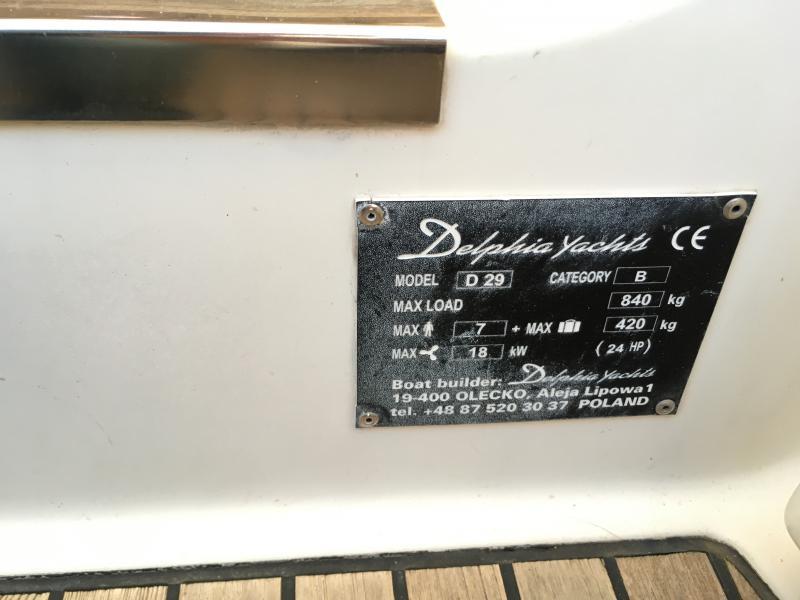 Delphia Yachts CE
MODEL D 29 CATEGORY B
MAX LOAD 840 kg
MAX 7 + MAX 420 kg
MAX 18 kW (24 HP)
Boat builder: Delphia Yachts
19-400 OLECKO, Aleja Lipowa 1
tel. +48 87 520 30 37 POLAND